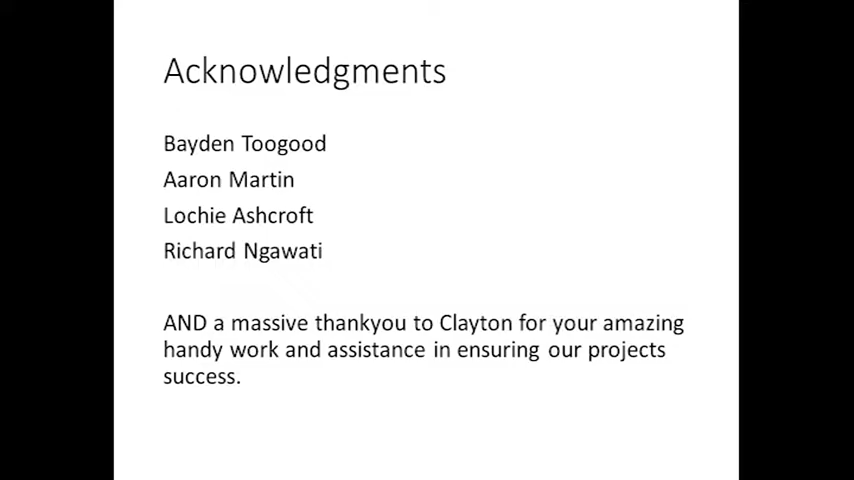 Acknowledgments
Bayden Toogood
Aaron Martin
Lochie Ashcroft
Richard Ngawati
AND a massive thankyou to Clayton for your amazing
handy work and assistance in ensuring our projects
success.